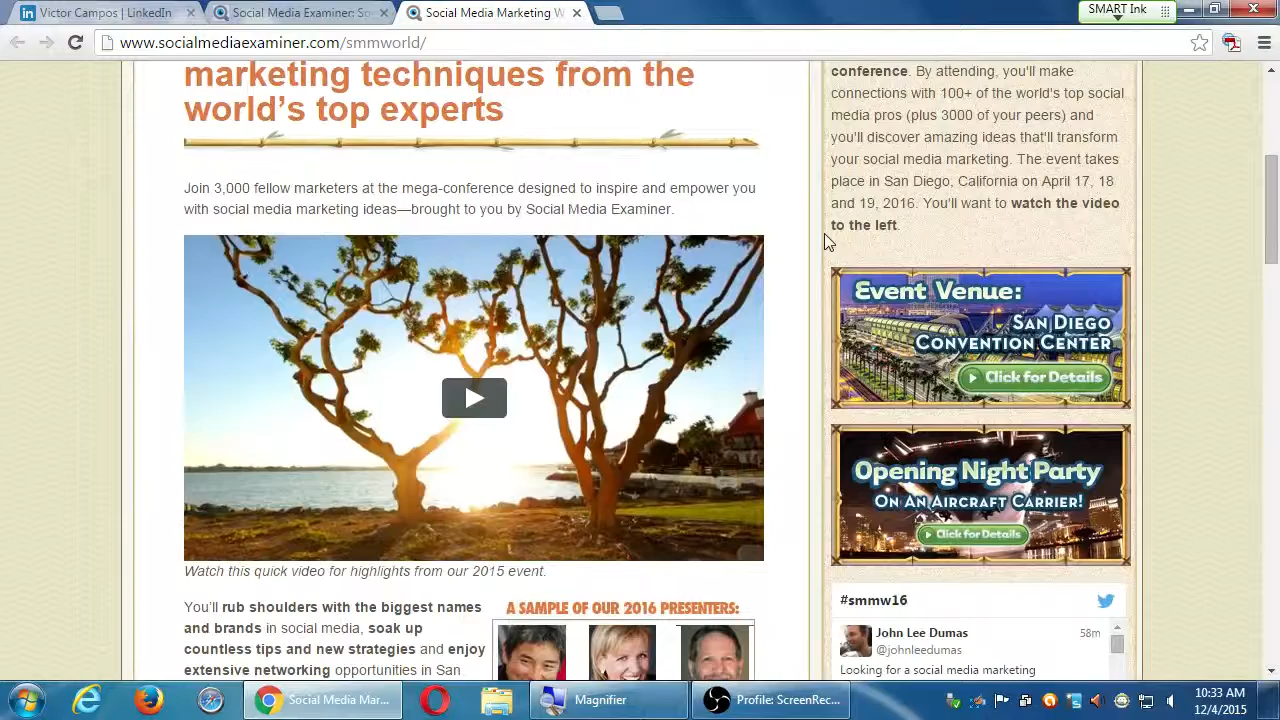 Victor Campos | LinkedIn
Social Media Examiner: So
Social Media Marketing W
SMART Ink
www.socialmediaexaminer.com/smmworld/
marketing techniques from the
world's top experts
Join 3,000 fellow marketers at the mega-conference designed to inspire and empower you
with social media marketing ideas—brought to you by Social Media Examiner.
Watch this quick video for highlights from our 2015 event.
You'll rub shoulders with the biggest names
and brands in social media, soak up
countless tips and new strategies and enjoy
extensive networking opportunities in San
A SAMPLE OF OUR 2016 PRESENTERS:
conference. By attending, you'll make
connections with 100+ of the world's top social
media pros (plus 3000 of your peers) and
you'll discover amazing ideas that'll transform
your social media marketing. The event takes
place in San Diego, California on April 17, 18
and 19, 2016. You'll want to watch the video
to the left.
Event Venue:
San Diego
Convention Center
Click for Details
Opening Night Party
On An Aircraft Carrier!
Click for Details
#smmw16
John Lee Dumas
58m
@johnleedumas
Looking for a social media marketing
Social Media Mar...
Magnifier
Profile: ScreenRec...
10:33 AM
12/4/2015